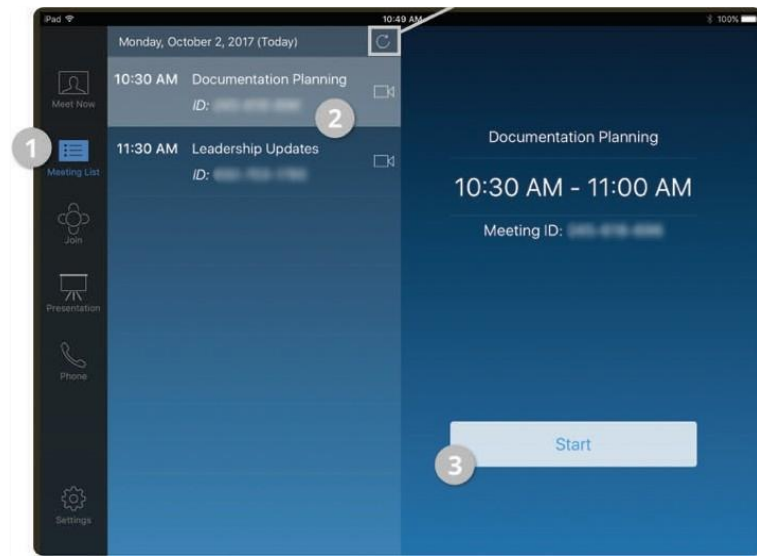 iPad 10:49 AM 100%
Monday, October 2, 2017 (Today)
Meet Now
10:30 AM Documentation Planning
ID:
2
1
Meeting List
11:30 AM Leadership Updates
ID:
Join
Presentation
Phone
Settings
Documentation Planning
10:30 AM - 11:00 AM
Meeting ID:
Start
3